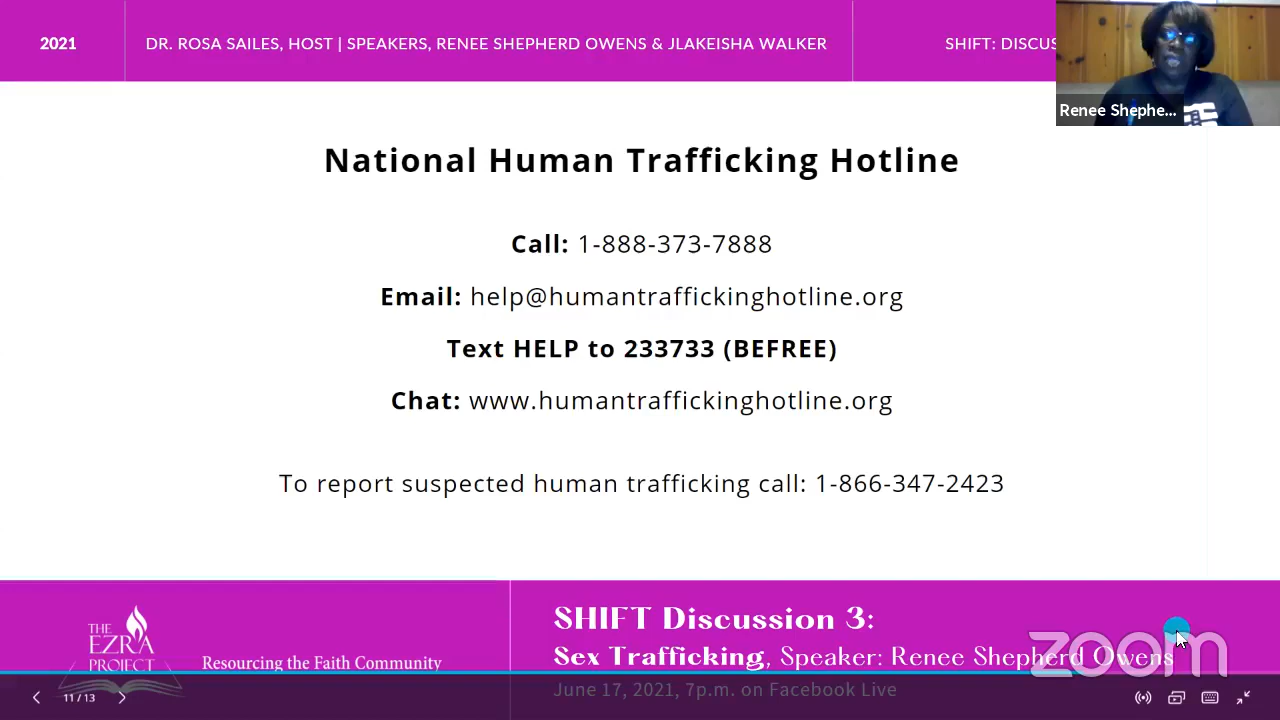 2021
DR. ROSA SAILES, HOST | SPEAKERS, RENEE SHEPHERD OWENS & JLAKEISHA WALKER
SHIFT: DISCUS
Renee Shephe...
National Human Trafficking Hotline
Call: 1-888-373-7888
Email: help@humantraffickinghotline.org
Text HELP to 233733 (BEFREE)
Chat: www.humantraffickinghotline.org
To report suspected human trafficking call: 1-866-347-2423
THE
EZRA
PROJECT
Resourcing the Faith Community
SHIFT Discussion 3:
Sex Trafficking, Speaker: Renee Shepherd Owens
June 17, 2021, 7p.m. on Facebook Live
zoom
11 / 13